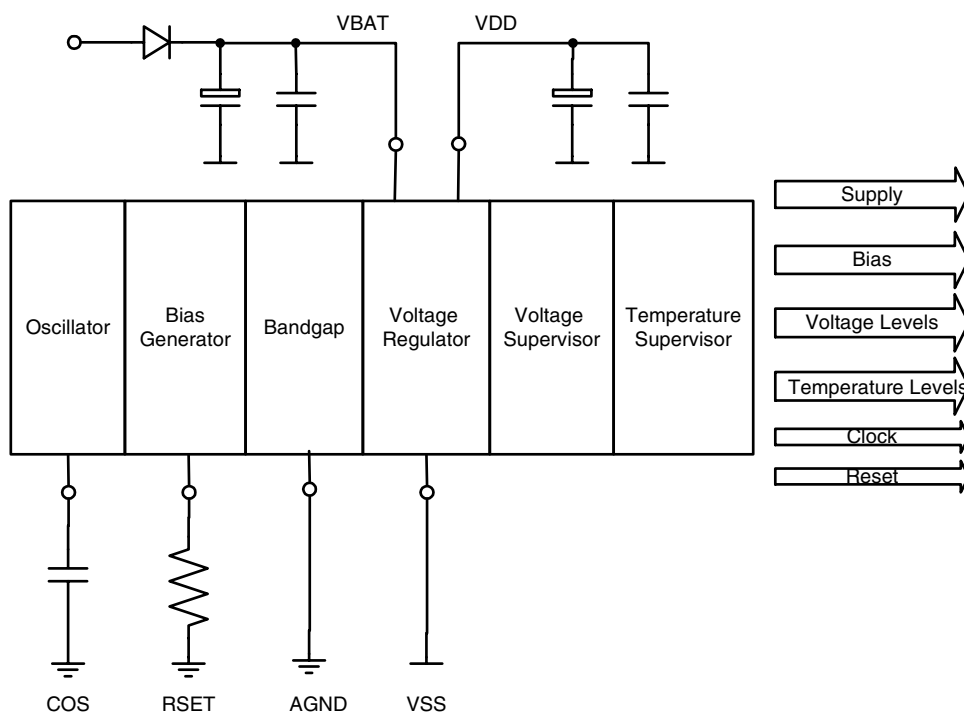 VBAT
VDD
Oscillator
Bias
Generator
Bandgap
Voltage
Regulator
Voltage
Supervisor
Temperature
Supervisor
Supply
Bias
Voltage Levels
Temperature Levels
Clock
Reset
COS
RSET
AGND
VSS